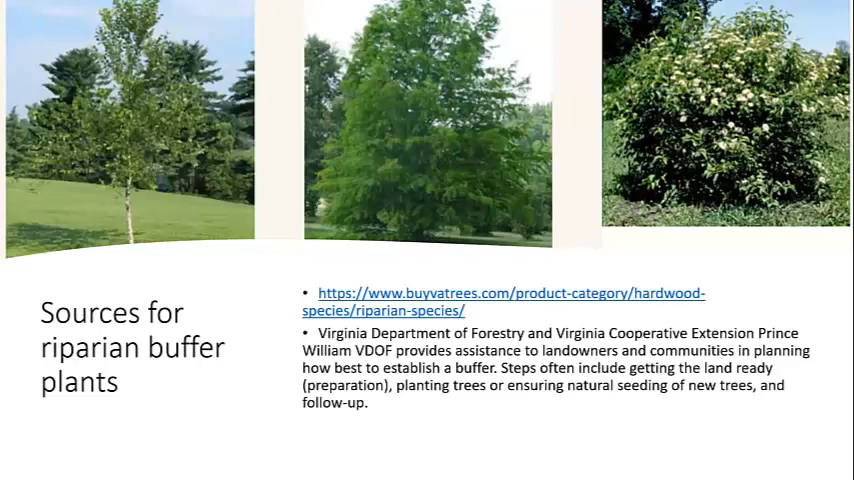 Sources for
riparian buffer
plants
• https://www.buyvatrees.com/product-category/hardwood-
species/riparian-species/
• Virginia Department of Forestry and Virginia Cooperative Extension Prince
William VDOF provides assistance to landowners and communities in planning
how best to establish a buffer. Steps often include getting the land ready
(preparation), planting trees or ensuring natural seeding of new trees, and
follow-up.